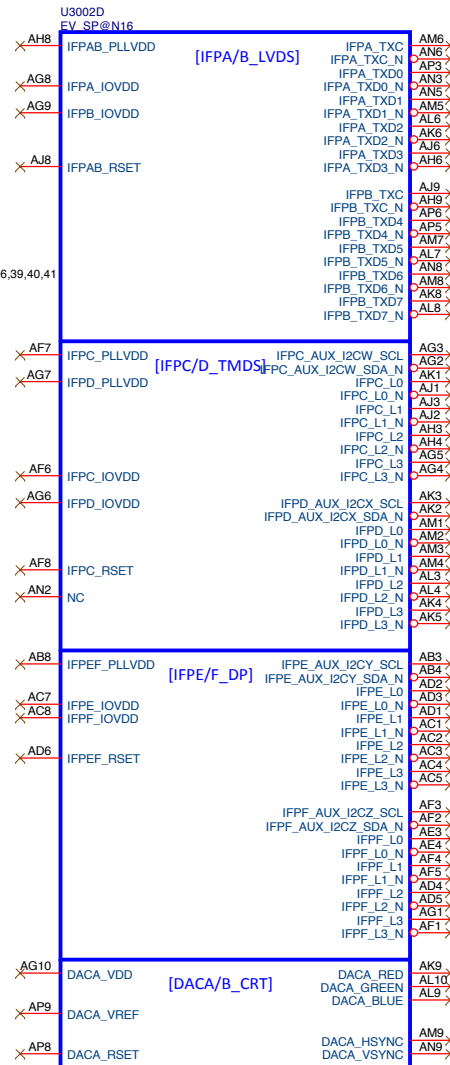 U3002D
EV_SP@N16
[IFPA/B_LVDS]
AH8 IFPAB_PLLVDD
AG8 IFPA_IOVDD
AG9 IFPB_IOVDD
AJ8 IFPAB_RSET
6,39,40,41
IFPA_TXC AM6
IFPA_TXC_N AN6
IFPA_TXD0 AP3
IFPA_TXD0_N AN3
IFPA_TXD1 AN5
IFPA_TXD1_N AM5
IFPA_TXD2 AL6
IFPA_TXD2_N AK6
IFPA_TXD3 AJ6
IFPA_TXD3_N AH6
IFPB_TXC AJ9
IFPB_TXC_N AH9
IFPB_TXD4 AP6
IFPB_TXD4_N AP5
IFPB_TXD5 AM7
IFPB_TXD5_N AL7
IFPB_TXD6 AN8
IFPB_TXD6_N AM8
IFPB_TXD7 AK8
IFPB_TXD7_N AL8
[IFPC/D_TMDS]
AF7 IFPC_PLLVDD
AG7 IFPD_PLLVDD
AF6 IFPC_IOVDD
AG6 IFPD_IOVDD
AF8 IFPC_RSET
AN2 NC
IFPC_AUX_I2CW_SCL AG3
IFPC_AUX_I2CW_SDA_N AG2
IFPC_L0 AK1
IFPC_L0_N AJ1
IFPC_L1 AJ3
IFPC_L1_N AJ2
IFPC_L2 AH3
IFPC_L2_N AH4
IFPC_L3 AG5
IFPC_L3_N AG4
IFPD_AUX_I2CX_SCL AK3
IFPD_AUX_I2CX_SDA_N AK2
IFPD_L0 AM1
IFPD_L0_N AM2
IFPD_L1 AM3
IFPD_L1_N AM4
IFPD_L2 AL3
IFPD_L2_N AL4
IFPD_L3 AK4
IFPD_L3_N AK5
[IFPE/F_DP]
AB8 IFPEF_PLLVDD
AC7 IFPE_IOVDD
AC8 IFPF_IOVDD
AD6 IFPEF_RSET
IFPE_AUX_I2CY_SCL AB3
IFPE_AUX_I2CY_SDA_N AB4
IFPE_L0 AD2
IFPE_L0_N AD3
IFPE_L1 AD1
IFPE_L1_N AC1
IFPE_L2 AC2
IFPE_L2_N AC3
IFPE_L3 AC4
IFPE_L3_N AC5
IFPF_AUX_I2CZ_SCL AF3
IFPF_AUX_I2CZ_SDA_N AF2
IFPF_L0 AE3
IFPF_L0_N AE4
IFPF_L1 AF4
IFPF_L1_N AF5
IFPF_L2 AD4
IFPF_L2_N AD5
IFPF_L3 AG1
IFPF_L3_N AF1
[DACA/B_CRT]
AG10 DACA_VDD
AP9 DACA_VREF
AP8 DACA_RSET
DACA_RED AK9
DACA_GREEN AL10
DACA_BLUE AL9
DACA_HSYNC AM9
DACA_VSYNC AN9